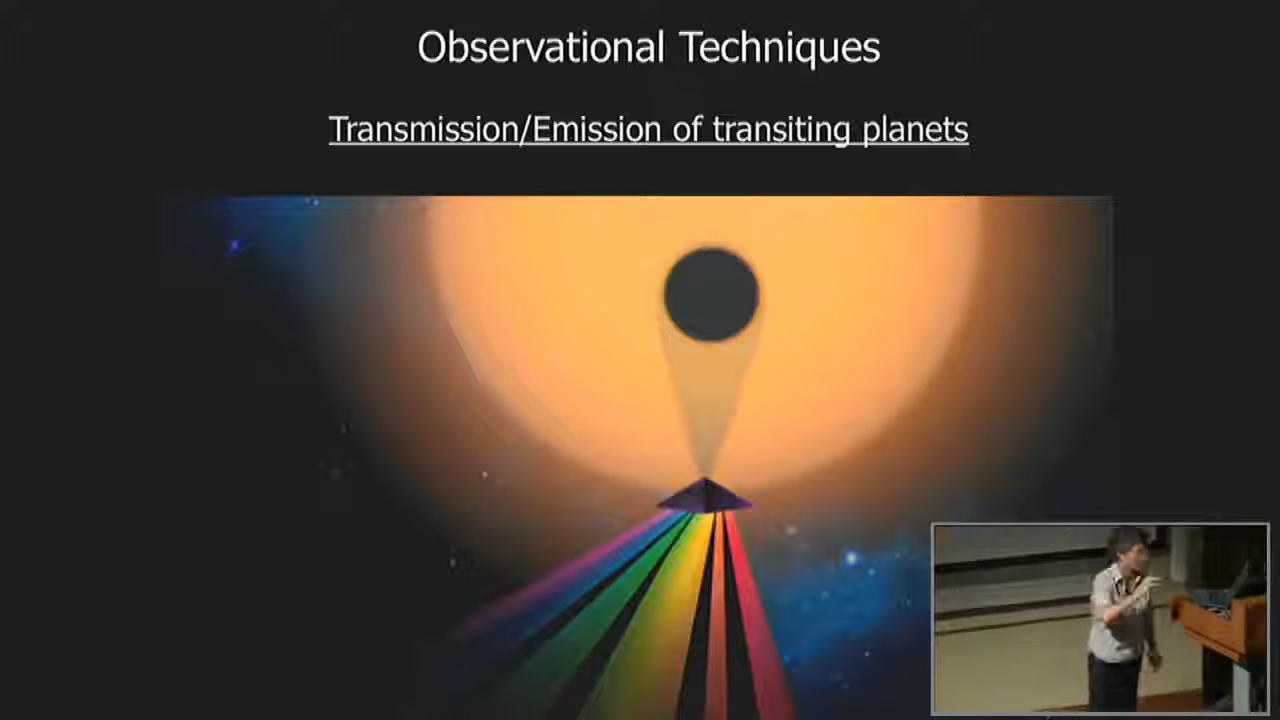 Observational Techniques
Transmission/Emission of transiting planets